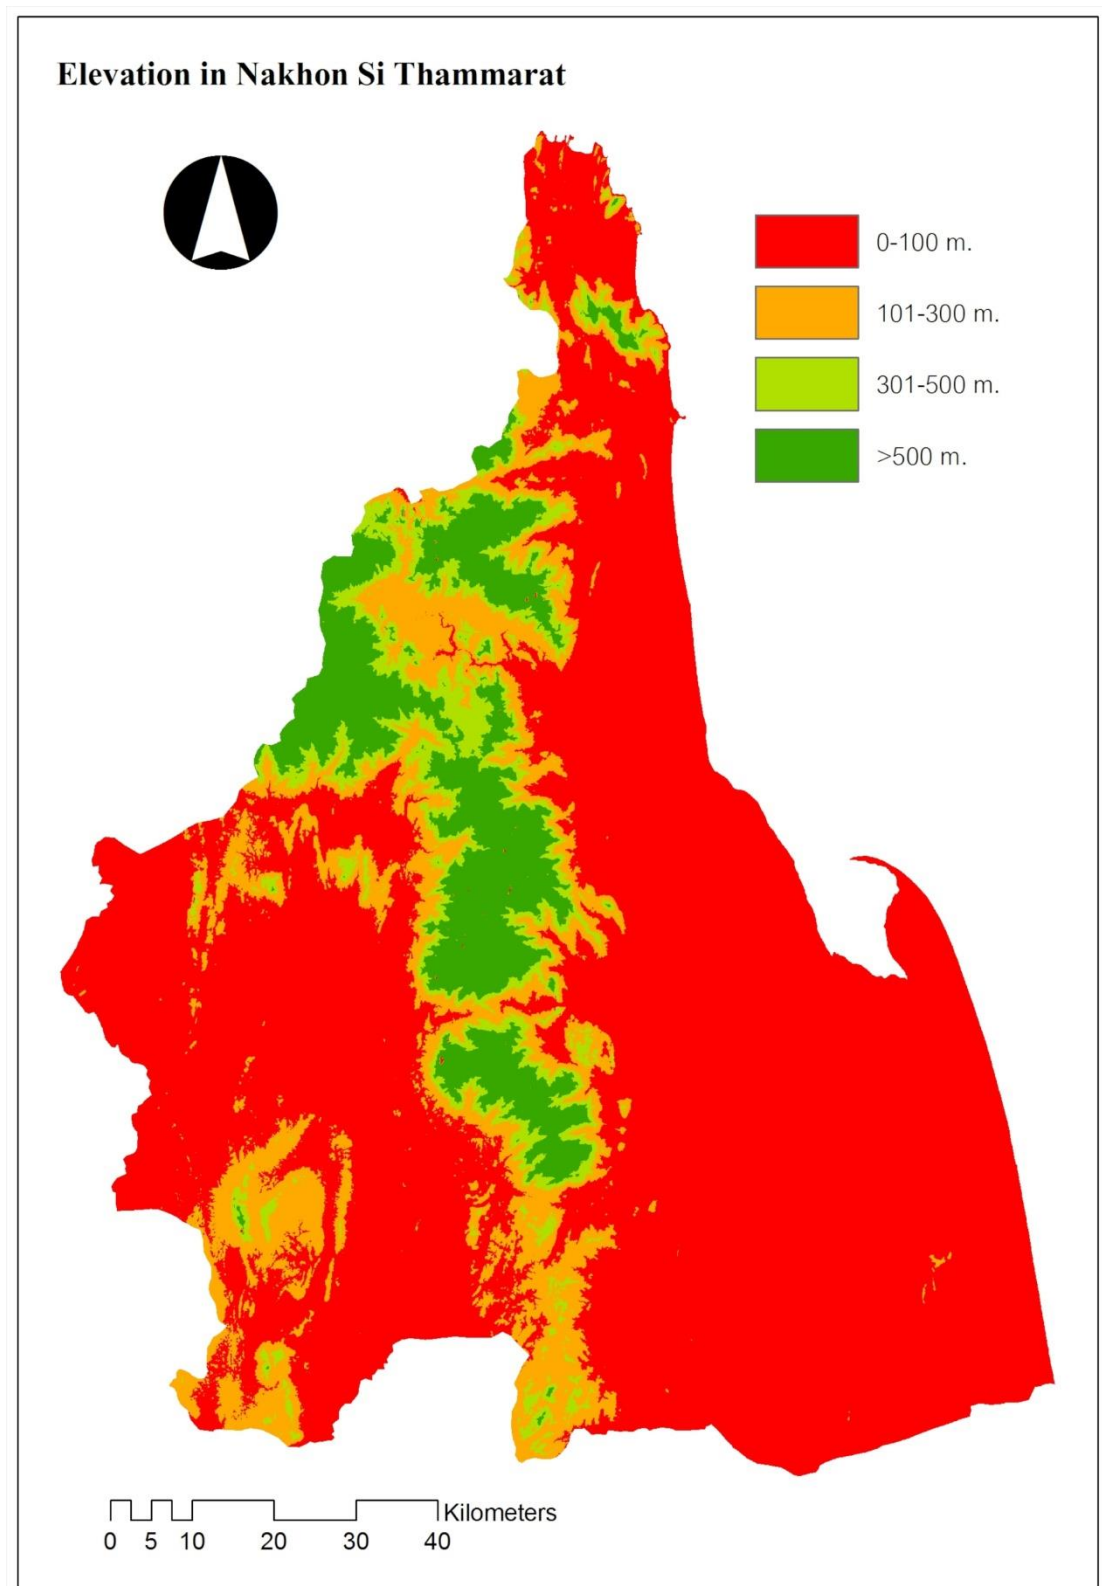 Elevation in Nakhon Si Thammarat
0-100 m.
101-300 m.
301-500 m.
>500 m.
Kilometers
0 5 10 20 30 40